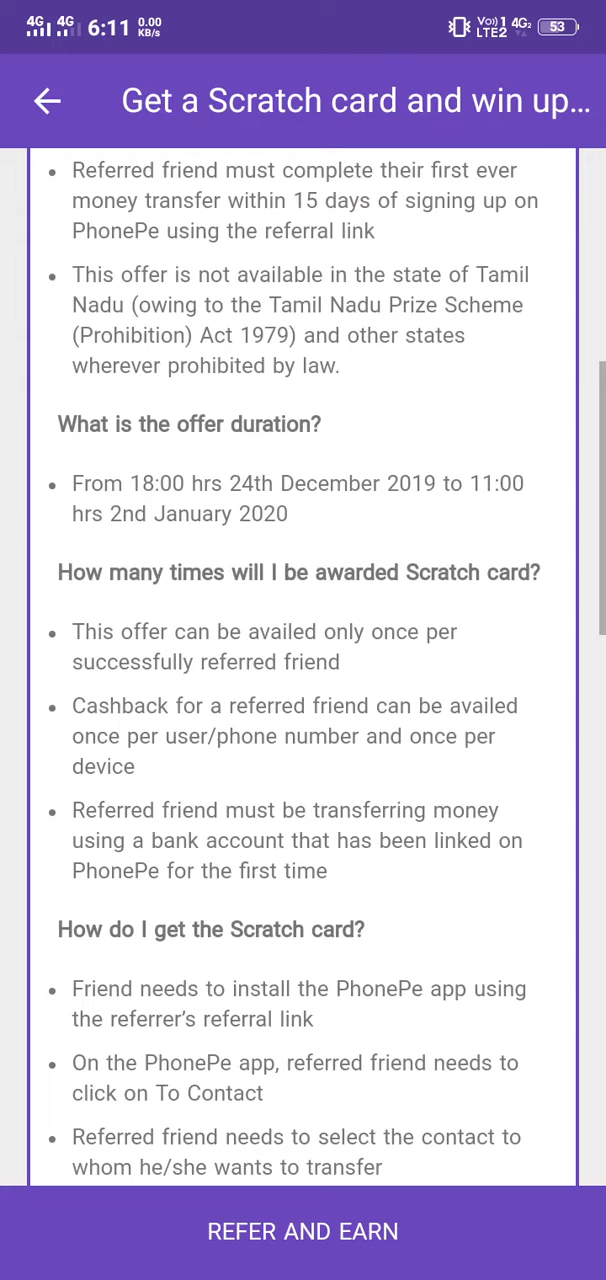 4G 4G 6:11 0.00 KB/s Vo) 1 LTE2 4G2 53
Get a Scratch card and win up...
• Referred friend must complete their first ever
money transfer within 15 days of signing up on
PhonePe using the referral link
• This offer is not available in the state of Tamil
Nadu (owing to the Tamil Nadu Prize Scheme
(Prohibition) Act 1979) and other states
wherever prohibited by law.
What is the offer duration?
• From 18:00 hrs 24th December 2019 to 11:00
hrs 2nd January 2020
How many times will I be awarded Scratch card?
• This offer can be availed only once per
successfully referred friend
• Cashback for a referred friend can be availed
once per user/phone number and once per
device
• Referred friend must be transferring money
using a bank account that has been linked on
PhonePe for the first time
How do I get the Scratch card?
• Friend needs to install the PhonePe app using
the referrer’s referral link
• On the PhonePe app, referred friend needs to
click on To Contact
• Referred friend needs to select the contact to
whom he/she wants to transfer
REFER AND EARN